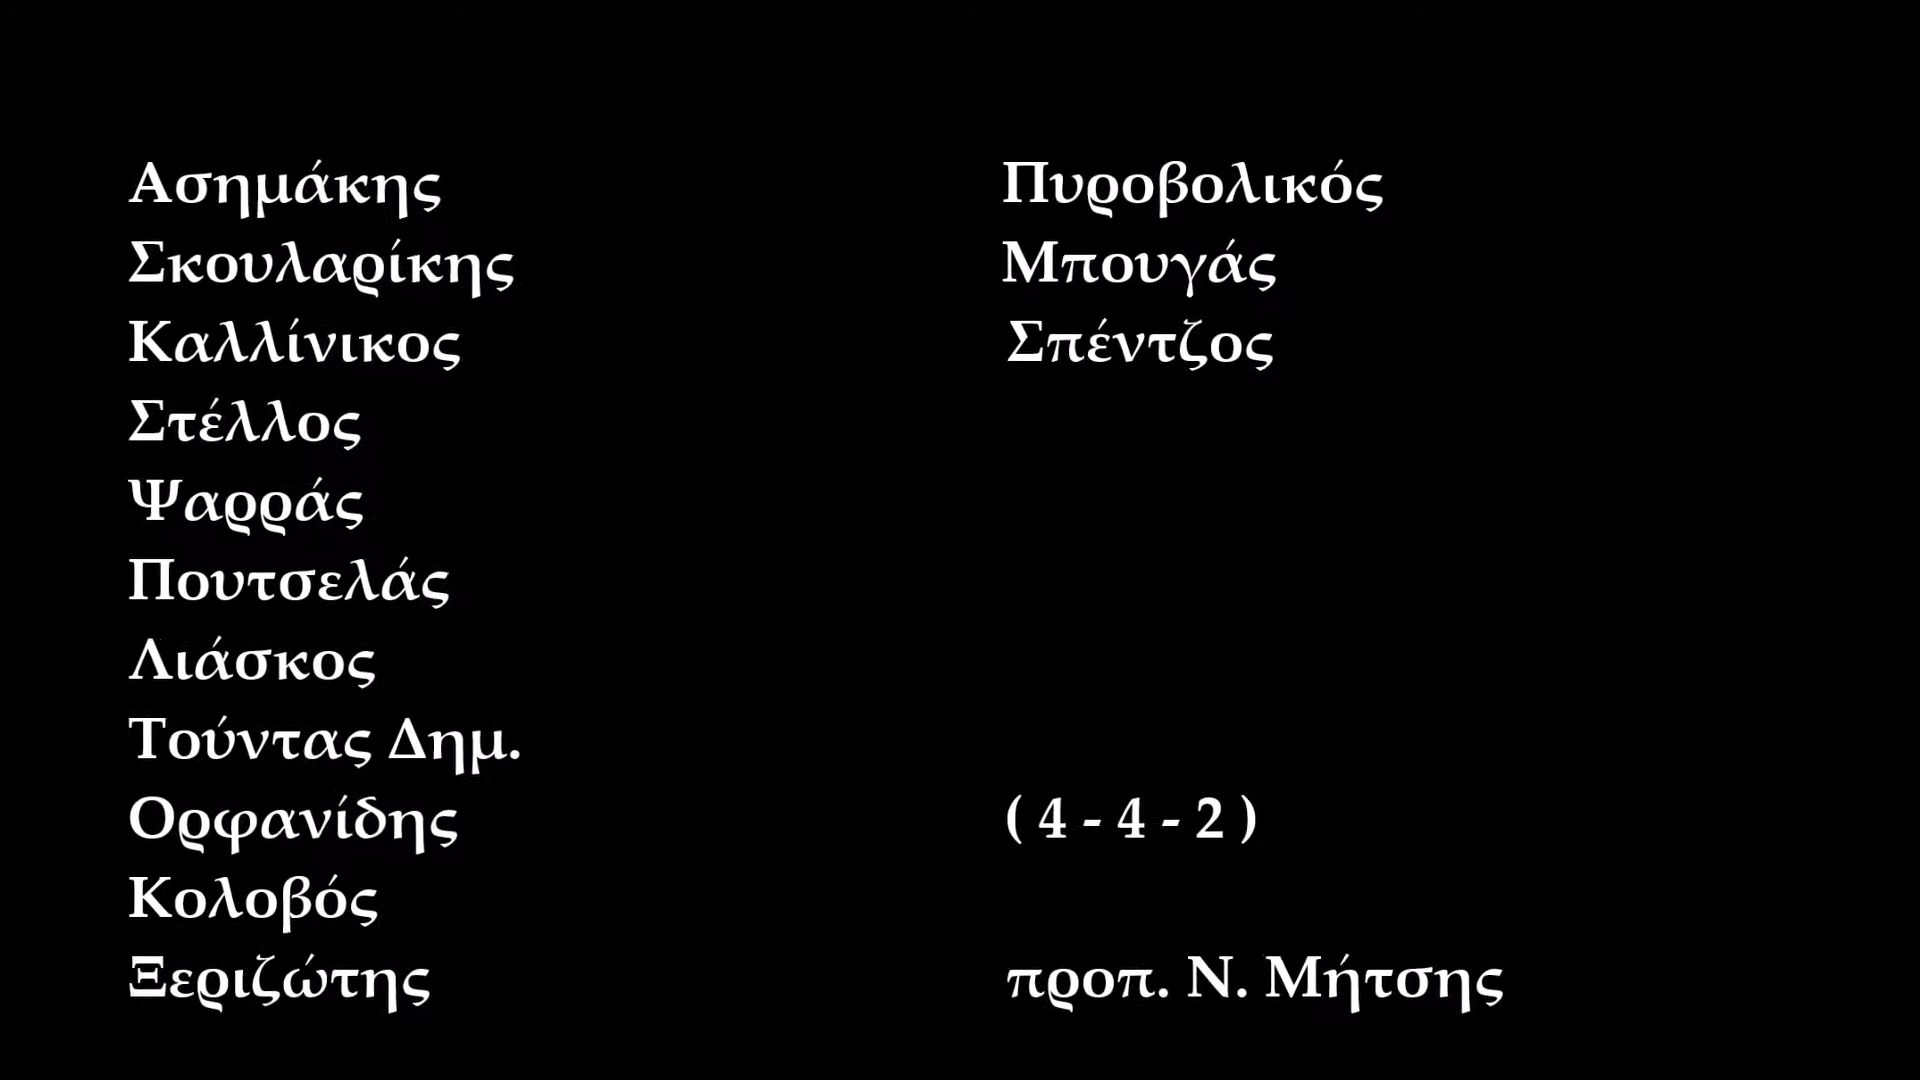 Ασημάκης
Σκουλαρίκης
Καλλίνικος
Στέλλος
Ψαρράς
Πουτσελάς
Λιάσκος
Τούντας Δημ.
Ορφανίδης
Κολοβός
Ξεριζώτης
Πυροβολικός
Μπουγάς
Σπέντζος
( 4 - 4 - 2 )
προπ. Ν. Μήτσης